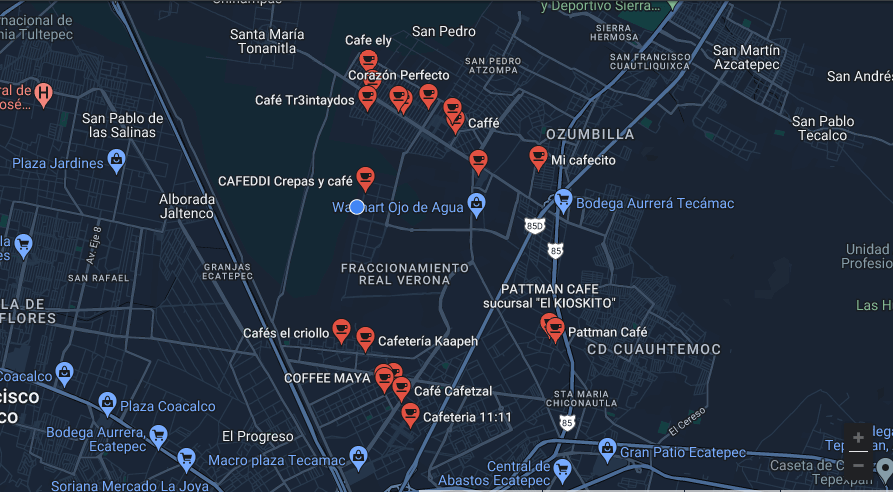 y Deportivo Sierra...
nacional de
nia Tultepec
Santa María
Tonanitla
San Pedro
Cafe ely
SIERRA
HERMOSA
SAN PEDRO
ATZOMPA
SAN FRANCISCO
CUAUTLIQUIXCA
San Martín
Azcatepec
San André
Corazón Perfecto
H
ral de
osé...
Café Tr3intaydos
San Pablo de
las Salinas
Caffé
OZUMBILLA
San Pablo
Tecalco
Plaza Jardines
Mi cafecito
CAFEDDI Crepas y café
Alborada
Jaltenco
Walmart Ojo de Agua
Bodega Aurrerá Tecámac
85D
Av. Eje 8
la
es
85
Unidad
Profesio
SAN RAFAEL
GRANJAS
ECATEPEC
FRACCIONAMIENTO
REAL VERONA
PATTMAN CAFE
sucursal "El KIOSKITO"
LA DE
FLORES
Las H
Cafés el criollo
Cafetería Kaapeh
Pattman Café
CD CUAUHTEMOC
Coacalco
COFFEE MAYA
Café Cafetzal
cisco
co
Plaza Coacalco
STA MARIA
CHICONAUTLA
Cafeteria 11:11
El Cereso
85
Bodega Aurrera,
Ecatepec
El Progreso
Macro plaza Tecamac
Gran Patio Ecatepec
Central de
Abastos Ecatepec
Caseta de C
Tepexpan
Soriana Mercado La Joya
+
−